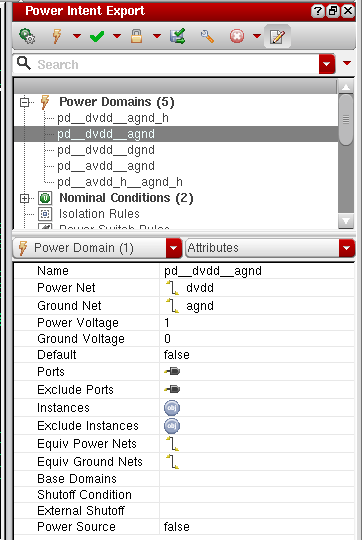 Power Intent Export
Search
Power Domains (5)
pd__dvdd__agnd_h
pd__dvdd__agnd
pd__dvdd__dgnd
pd__avdd__agnd
pd__avdd_h__agnd_h
Nominal Conditions (2)
Isolation Rules
Power Switch Rules
Power Domain (1) Attributes
Name pd__dvdd__agnd
Power Net dvdd
Ground Net agnd
Power Voltage 1
Ground Voltage 0
Default false
Ports
Exclude Ports
Instances obj
Exclude Instances obj
Equiv Power Nets
Equiv Ground Nets
Base Domains
Shutoff Condition
External Shutoff
Power Source false